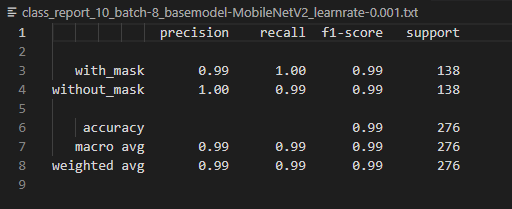 class_report_10_batch-8_basemodel-MobileNetV2_learnrate-0.001.txt
1 precision recall f1-score support
2
3 with_mask 0.99 1.00 0.99 138
4 without_mask 1.00 0.99 0.99 138
5
6 accuracy 0.99 276
7 macro avg 0.99 0.99 0.99 276
8 weighted avg 0.99 0.99 0.99 276
9